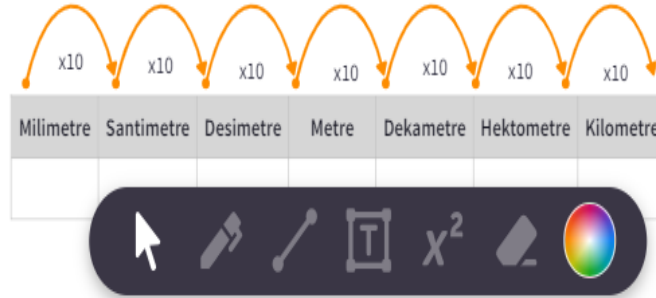 x10 x10 x10 x10 x10 x10 x10
Milimetre Santimetre Desimetre Metre Dekametre Hektometre Kilometre
T x²